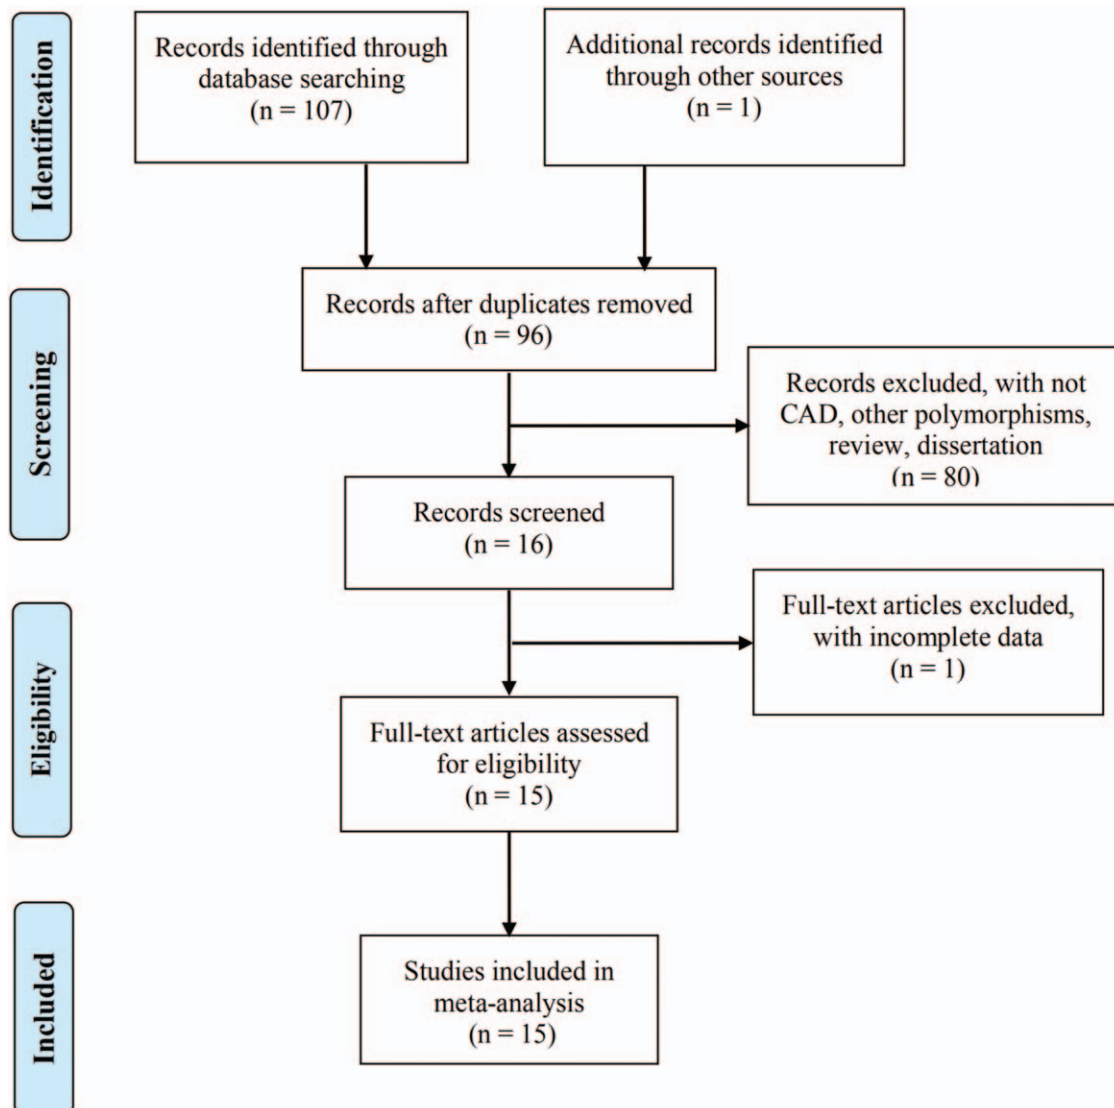 Identification
Records identified through
database searching
(n = 107)
Additional records identified
through other sources
(n = 1)
Screening
Records after duplicates removed
(n = 96)
Records excluded, with not
CAD, other polymorphisms,
review, dissertation
(n = 80)
Records screened
(n = 16)
Eligibility
Full-text articles excluded,
with incomplete data
(n = 1)
Full-text articles assessed
for eligibility
(n = 15)
Included
Studies included in
meta-analysis
(n = 15)